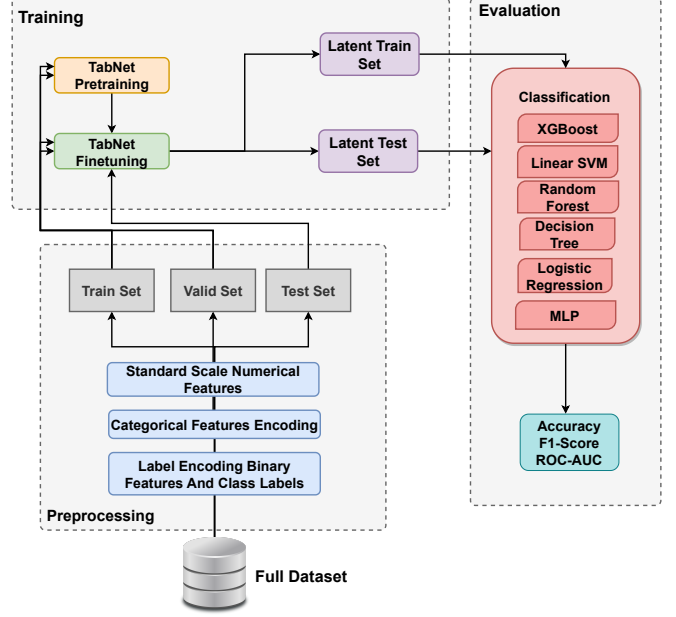 Training
Evaluation
TabNet
Pretraining
TabNet
Finetuning
Latent Train
Set
Latent Test
Set
Classification
XGBoost
Linear SVM
Random
Forest
Decision
Tree
Logistic
Regression
MLP
Accuracy
F1-Score
ROC-AUC
Train Set
Valid Set
Test Set
Standard Scale Numerical
Features
Categorical Features Encoding
Label Encoding Binary
Features And Class Labels
Preprocessing
Full Dataset